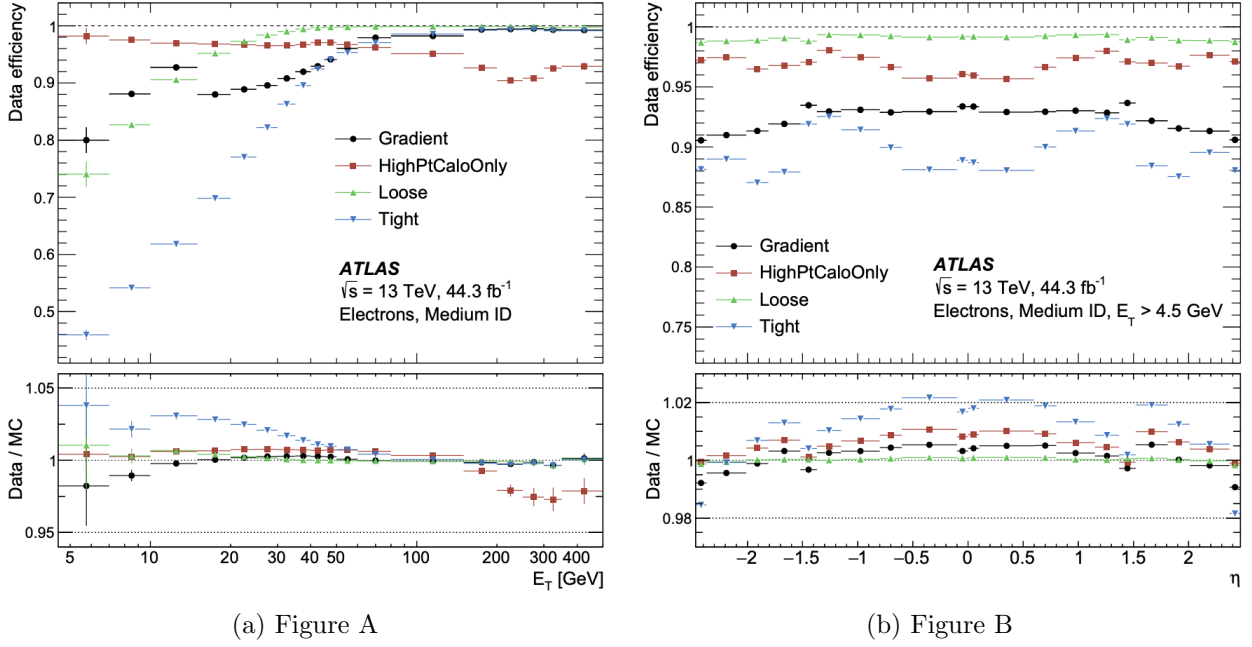 Data efficiency
1
0.9
0.8
0.7
0.6
0.5
Gradient
HighPtCaloOnly
Loose
Tight
ATLAS
√s = 13 TeV, 44.3 fb⁻¹
Electrons, Medium ID
Data / MC
1.05
1
0.95
5 10 20 30 40 50 100 200 300 400
E_T [GeV]
(a) Figure A
Data efficiency
1
0.95
0.9
0.85
0.8
0.75
Gradient
HighPtCaloOnly
Loose
Tight
ATLAS
√s = 13 TeV, 44.3 fb⁻¹
Electrons, Medium ID, E_T > 4.5 GeV
Data / MC
1.02
1
0.98
−2 −1.5 −1 −0.5 0 0.5 1 1.5 2
η
(b) Figure B